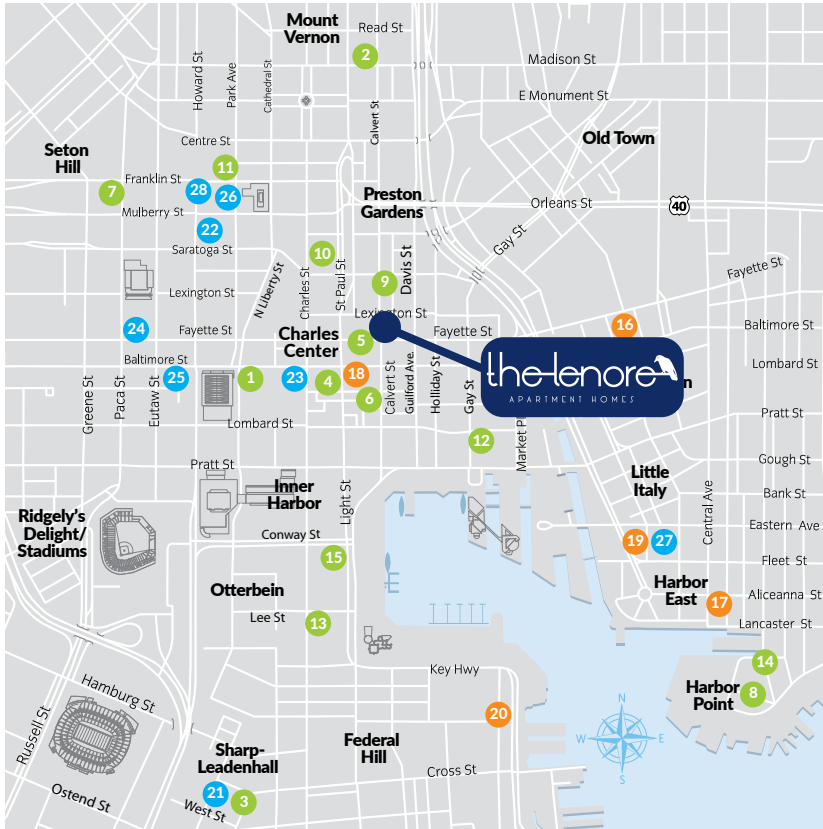 Mount
Vernon
Read St
2
Madison St
E Monument St
Howard St
Park Ave
Cathedral St
Calvert St
Old Town
Centre St
Seton
Hill
11
Franklin St
7
28
26
Mulberry St
22
Preston
Gardens
Orleans St
40
Gay St
Saratoga St
10
Davis St
Fayette St
N Liberty St
Charles St
St Paul St
9
Lexington St
Lexington St
24
Fayette St
Charles
Center
5
Fayette St
16
Baltimore St
Baltimore St
the lenore
APARTMENT HOMES
n
Lombard St
25
1
23
4
18
6
Greene St
Paca St
Eutaw St
Calvert St
Guilford Ave.
Holliday St
Gay St
Market Pl
Lombard St
12
Pratt St
Pratt St
Gough St
Inner
Harbor
Light St
Little
Italy
Central Ave
Bank St
Ridgely's
Delight/
Stadiums
Conway St
Eastern Ave
19
27
15
Fleet St
Otterbein
Harbor
East
17
Aliceanna St
Lee St
13
Lancaster St
Key Hwy
14
Harbor
Point
8
Hamburg St
20
N
W
E
S
Russell St
Federal
Hill
Sharp-
Leadenhall
Cross St
Ostend St
21
3
West St